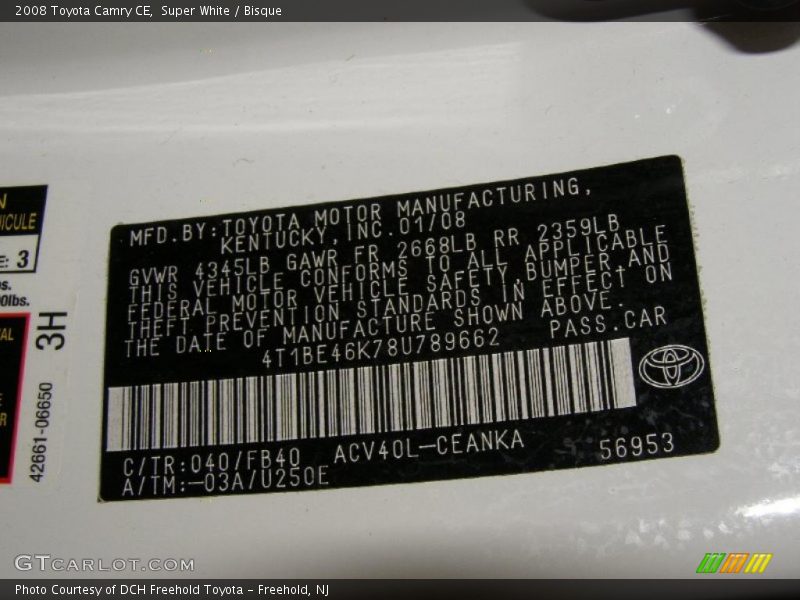 2008 Toyota Camry CE, Super White / Bisque
MFD.BY:TOYOTA MOTOR MANUFACTURING,
KENTUCKY,INC.01/08
GVWR 4345LB GAWR FR 2668LB RR 2359LB
THIS VEHICLE CONFORMS TO ALL APPLICABLE
FEDERAL MOTOR VEHICLE SAFETY, BUMPER AND
THEFT PREVENTION STANDARDS IN EFFECT ON
THE DATE OF MANUFACTURE SHOWN ABOVE.
4T1BE46K78U789662 PASS.CAR
C/TR:040/FB40 ACV40L-CEANKA 56953
A/TM:-03A/U250E
3H
42661-06650
GTCARLOT.COM
Photo Courtesy of DCH Freehold Toyota - Freehold, NJ